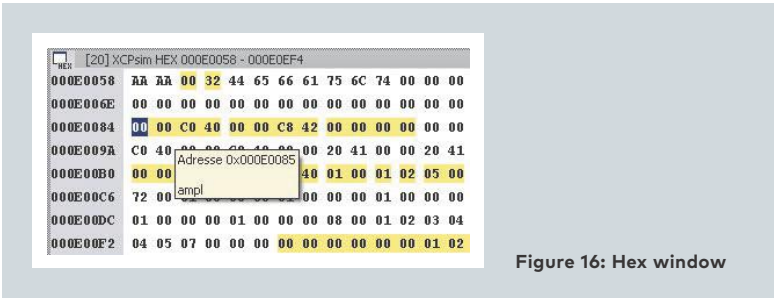 HEX
[20] XCPsim HEX 000E0058 - 000E0EF4
000E0058 AA AA 00 32 44 65 66 61 75 6C 74 00 00 00
000E006E 00 00 00 00 00 00 00 00 00 00 00 00 00 00
000E0084 00 00 C0 40 00 00 C8 42 00 00 00 00 00 00
000E009A C0 40 00 20 41 00 00 20 41
Adresse 0x000E0085
000E00B0 00 00 40 01 00 01 02 05 00
ampl
000E00C6 72 00 00 00 00 01 00 00 00
000E00DC 01 00 00 00 01 00 00 00 08 00 01 02 03 04
000E00F2 04 05 07 00 00 00 00 00 00 00 00 00 01 02
Figure 16: Hex window